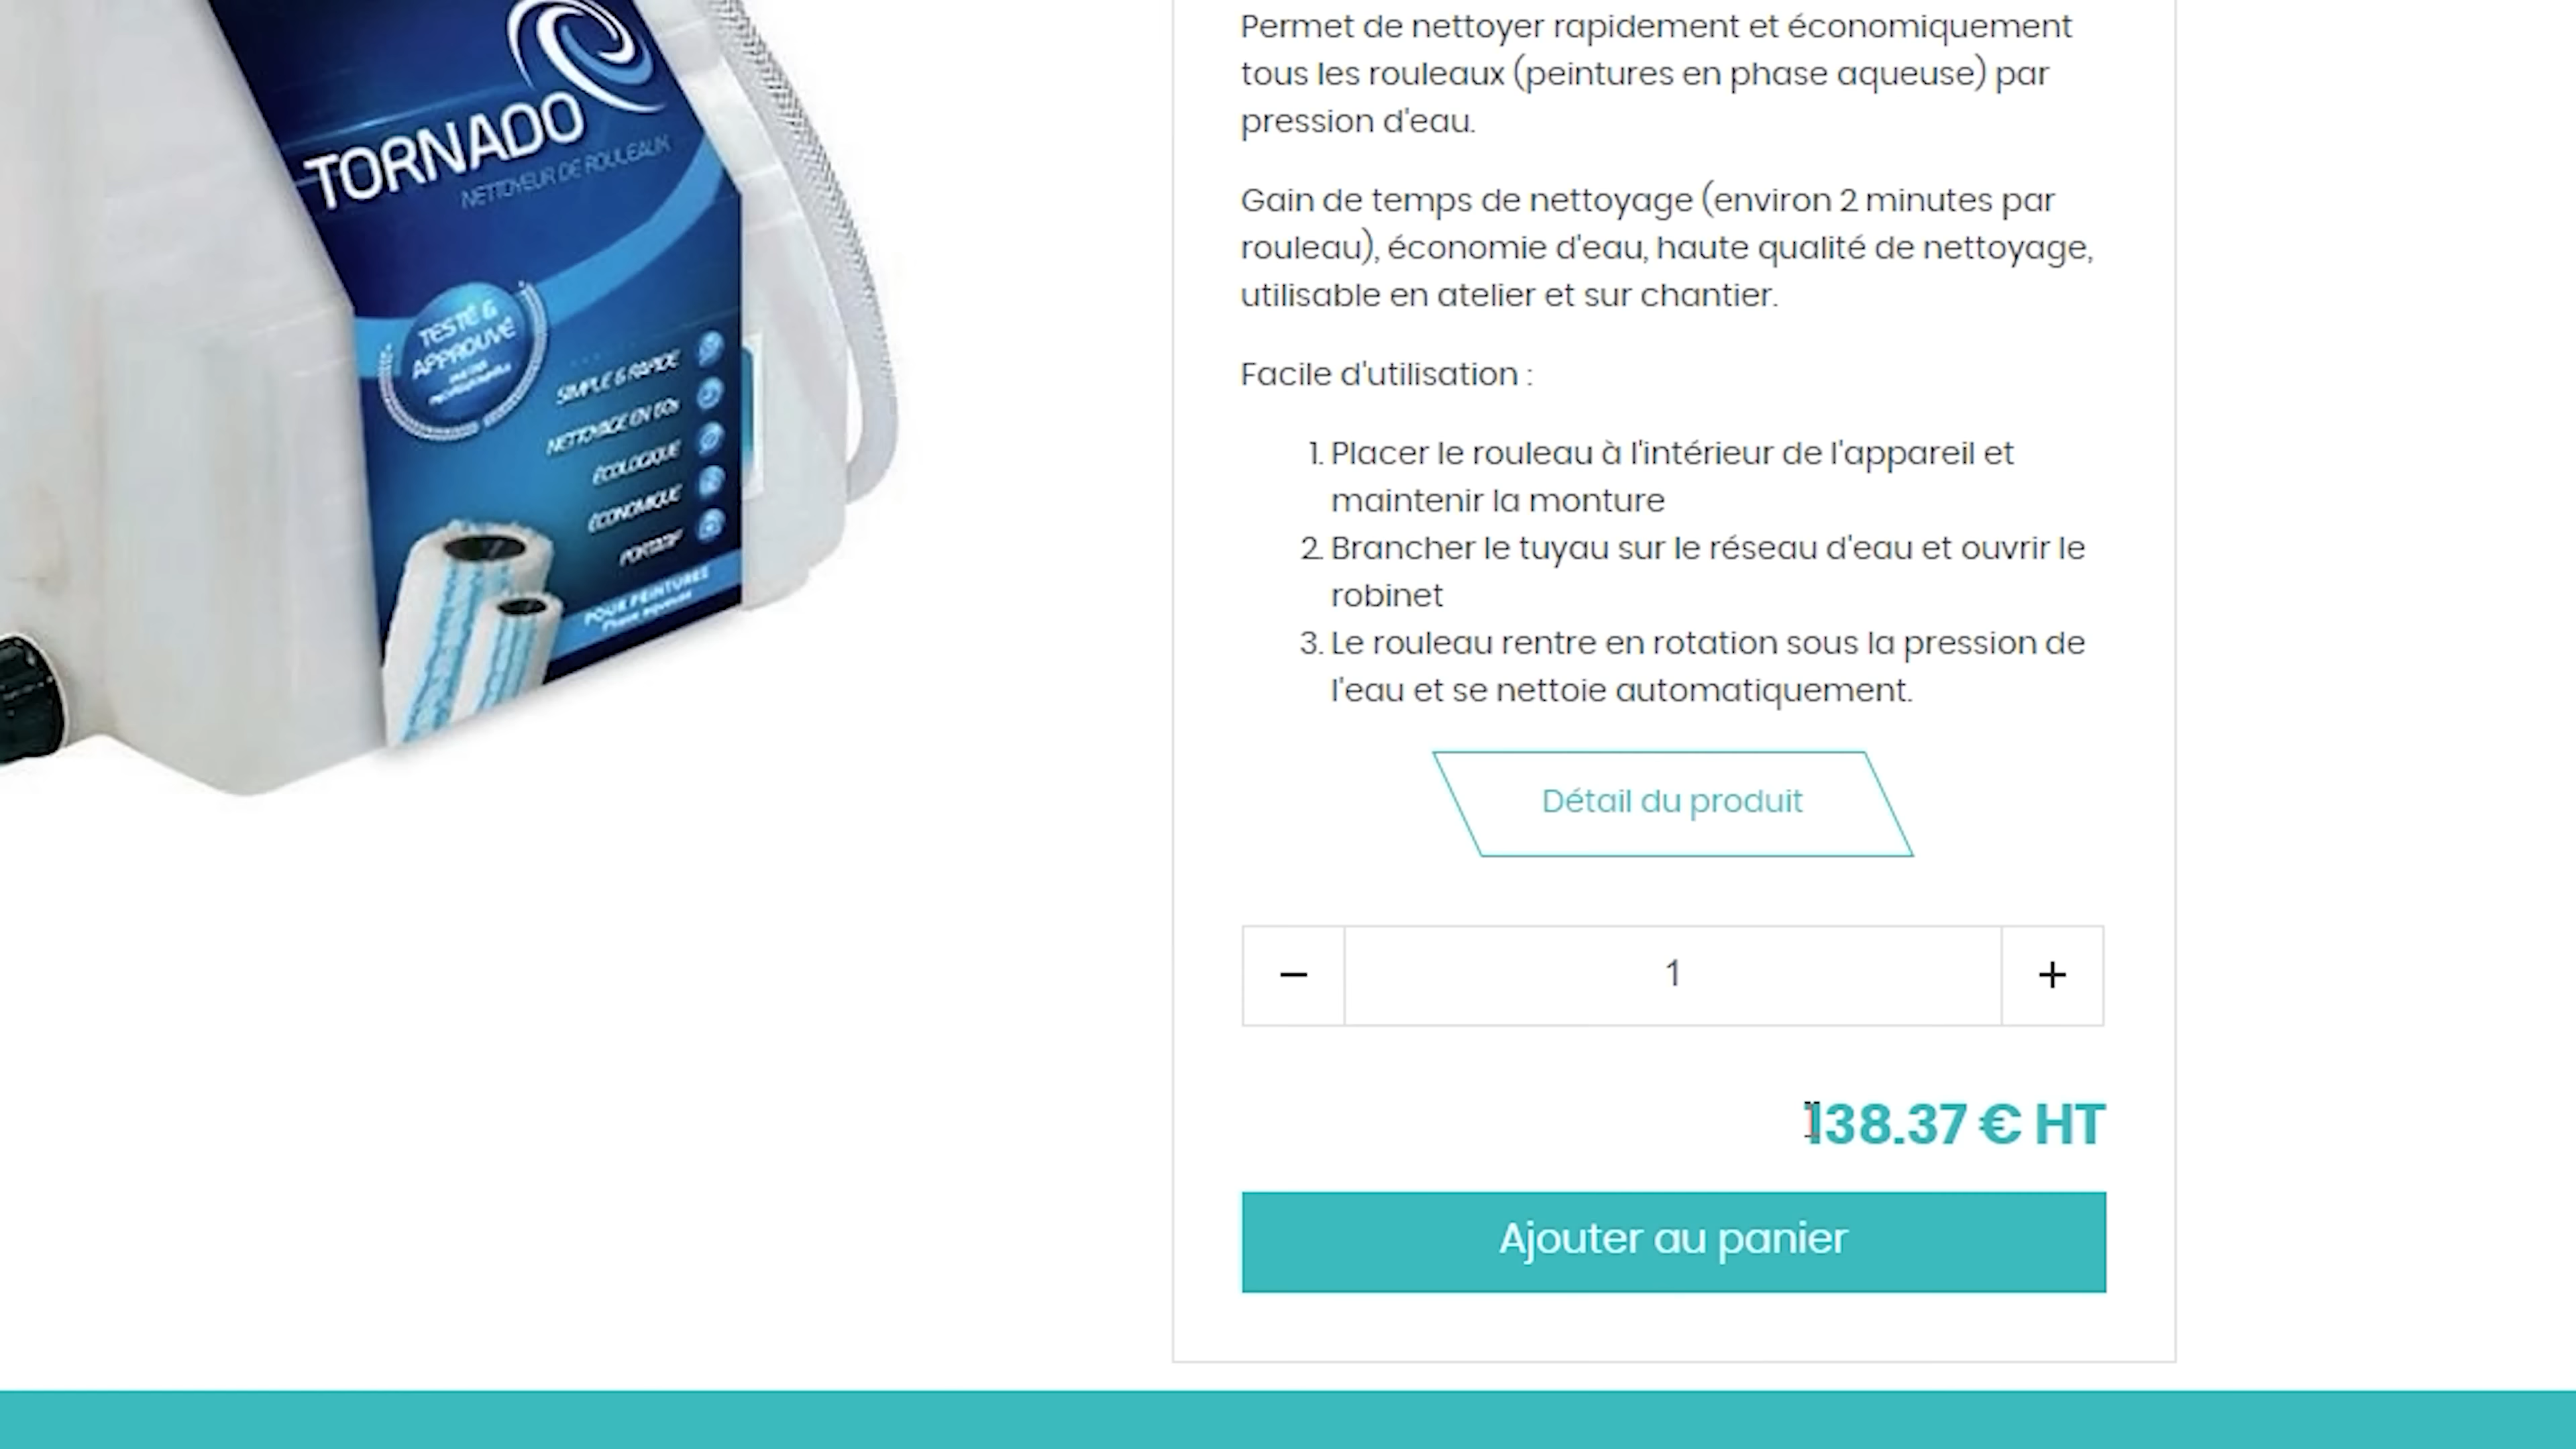 TORNADO
NETTOYEUR DE ROULEAUX
TESTÉ &
APPROUVÉ
SIMPLE & RAPIDE
NETTOYAGE EN 60s
ÉCOLOGIQUE
ÉCONOMIQUE
PORTATIF
POUR PEINTURES
Phase aqueuse
Permet de nettoyer rapidement et économiquement
tous les rouleaux (peintures en phase aqueuse) par
pression d'eau.
Gain de temps de nettoyage (environ 2 minutes par
rouleau), économie d'eau, haute qualité de nettoyage,
utilisable en atelier et sur chantier.
Facile d'utilisation :
1. Placer le rouleau à l'intérieur de l'appareil et
maintenir la monture
2. Brancher le tuyau sur le réseau d'eau et ouvrir le
robinet
3. Le rouleau rentre en rotation sous la pression de
l'eau et se nettoie automatiquement.
Détail du produit
− 1 +
138.37 € HT
Ajouter au panier